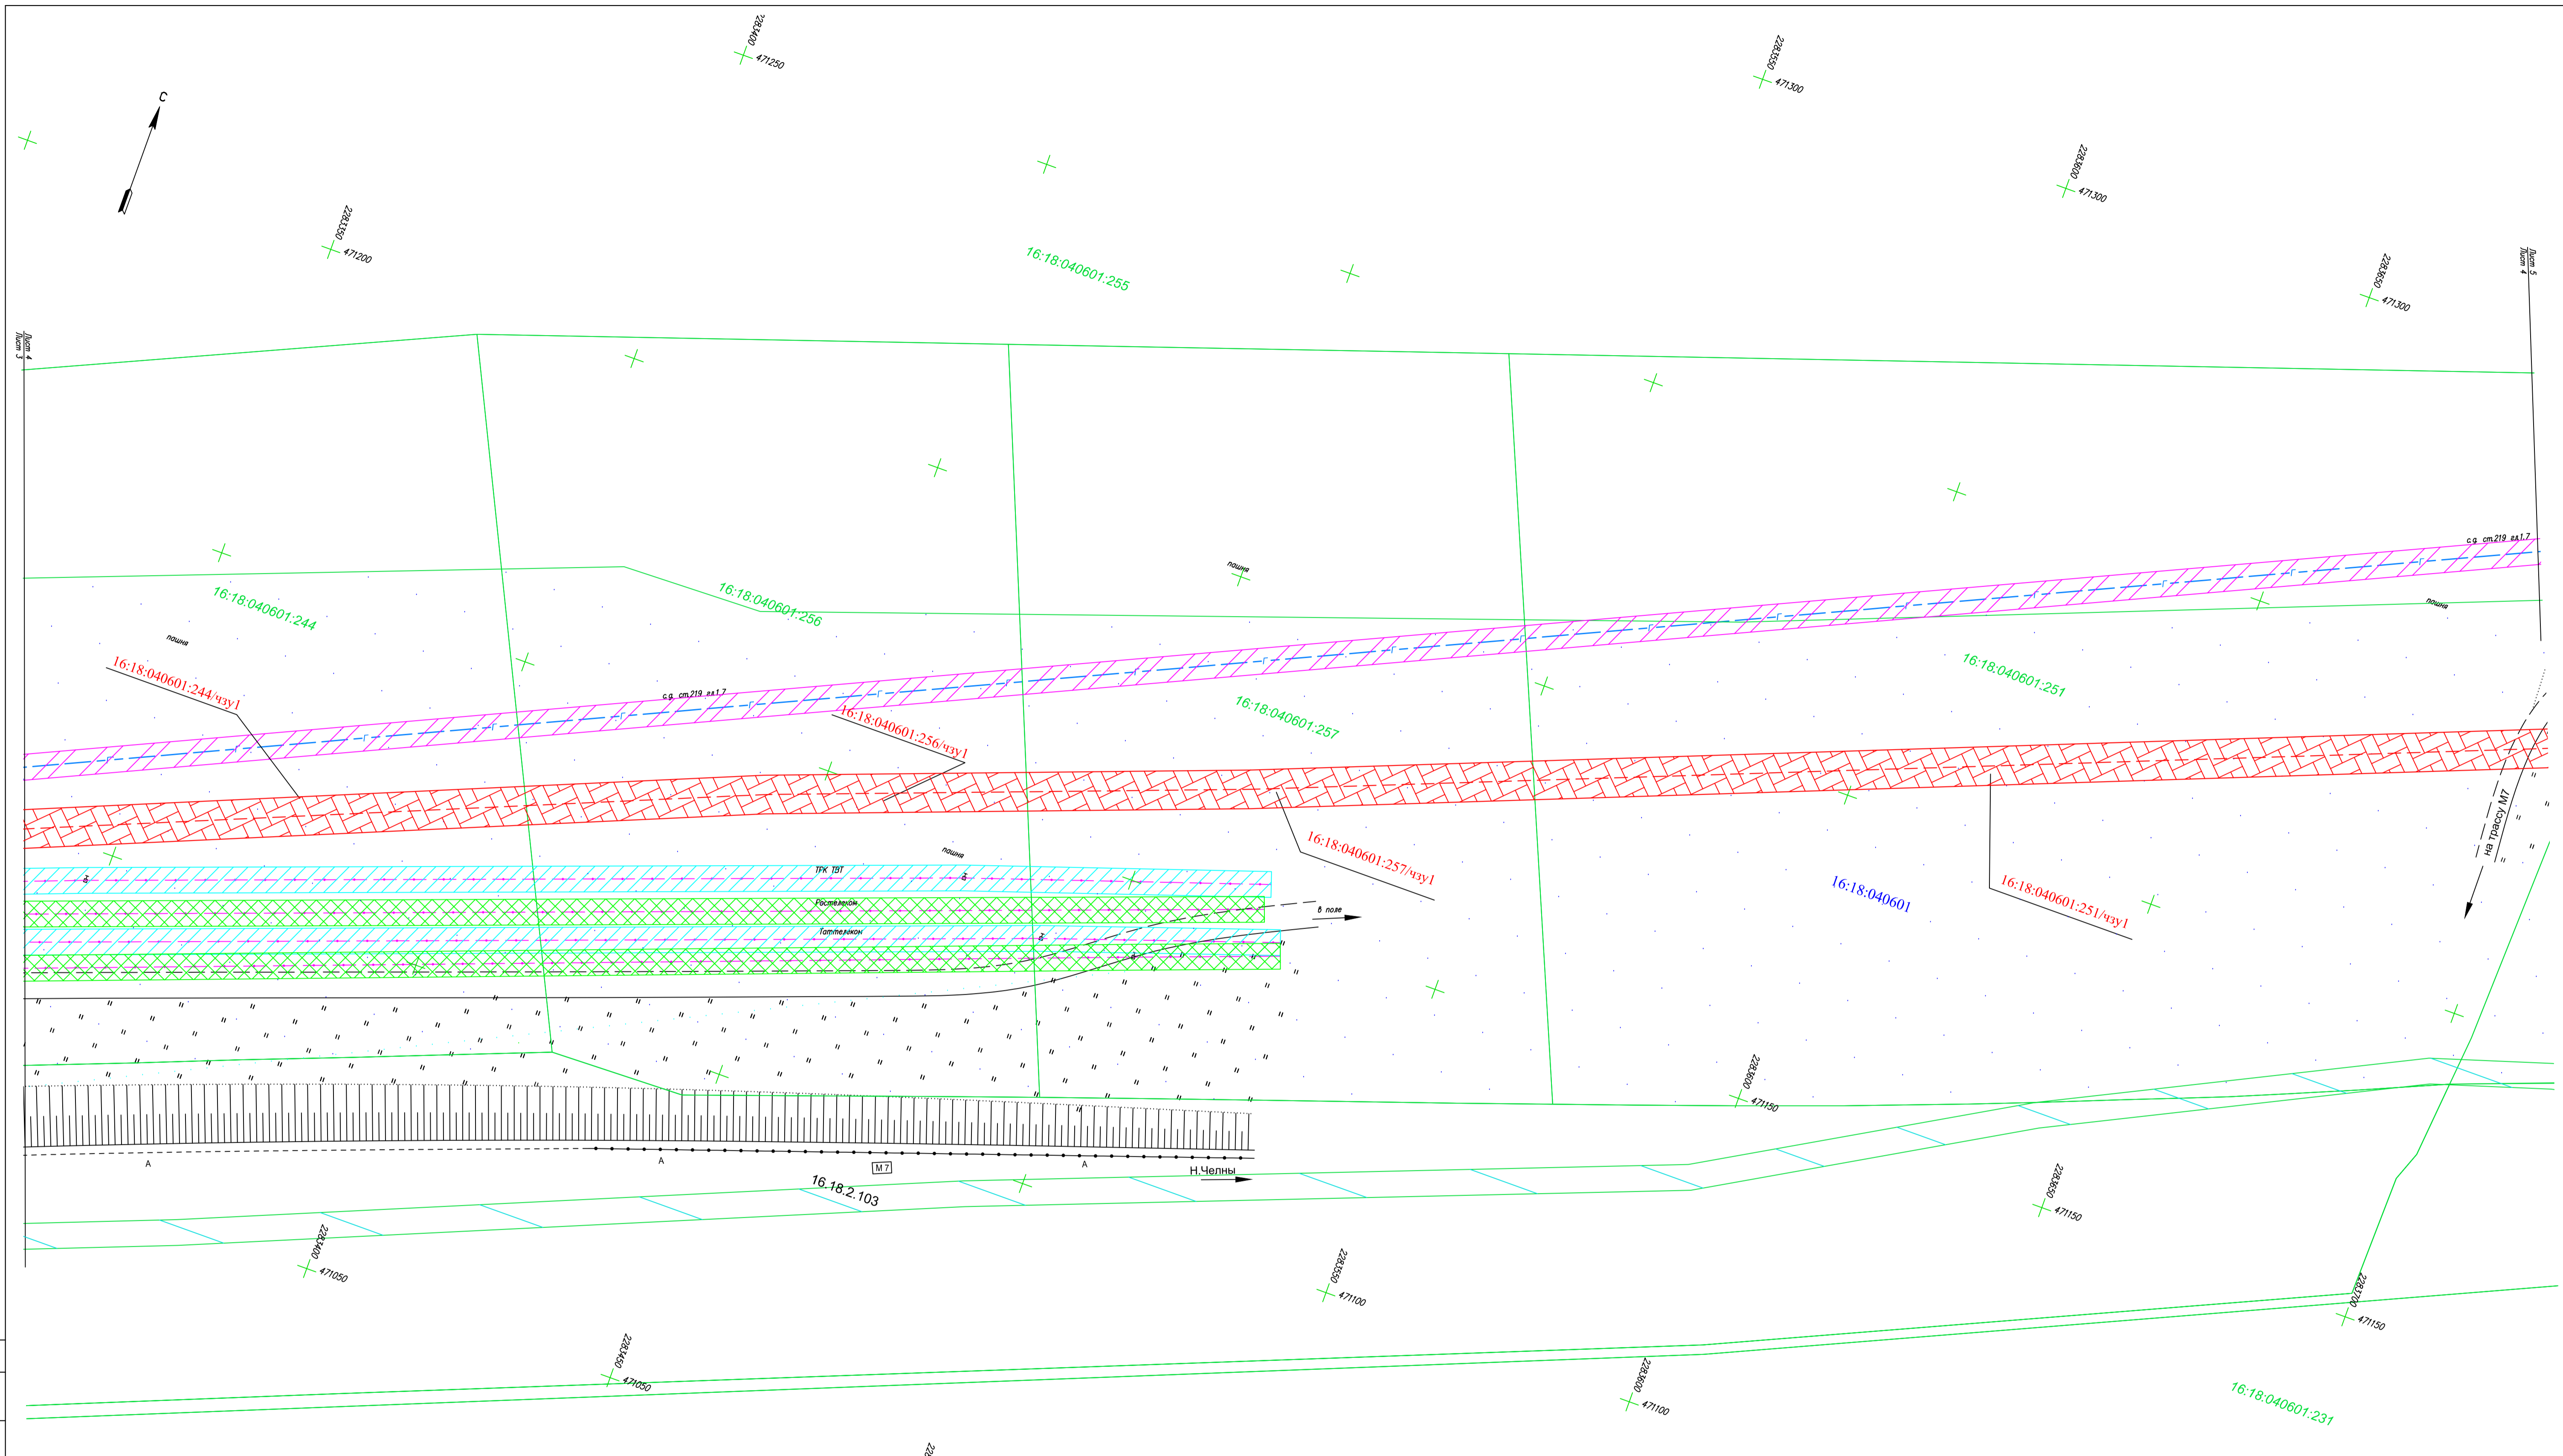 2283400
471250
2283550
471300
С
2283600
471300
2283350
471200
16:18:040601:255
Лист 5
Лист 4
2283650
471300
Лист 4
Лист 3
с.д. ст.219 гл.1.7
пашня
16:18:040601:244
16:18:040601:256
пашня
пашня
16:18:040601:251
16:18:040601:244/чзу1
с.д. ст.219 гл.1.7
16:18:040601:257
16:18:040601:256/чзу1
на трассу М7
16:18:040601:257/чзу1
пашня
ТРК ТВТ
16:18:040601
16:18:040601:251/чзу1
Ростелеком
в поле
Таттелеком
2283600
471150
А
А
М 7
А
Н.Челны
16.18.2.103
2283650
471150
2283400
471050
2283550
471100
2283700
471150
2283450
471050
2283600
471100
16:18:040601:231